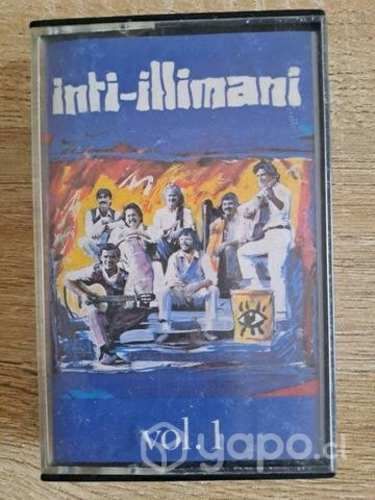 inti-illimani
vol. 1
yapo.cl